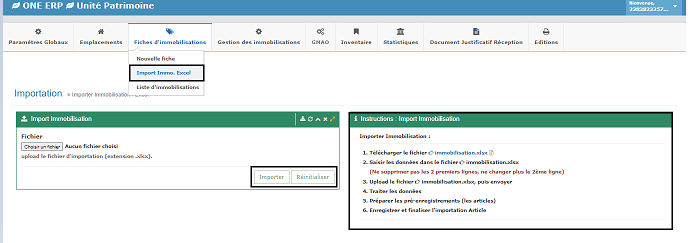 ONE ERP Unité Patrimoine
Bienvenue,
Paramètres Globaux
Emplacements
Fiches d'immobilisations
Gestion des immobilisations
GMAO
Inventaire
Statistiques
Document Justificatif Réception
Editions
Nouvelle fiche
Import Immo. Excel
Liste d'immobilisations
Importation » Importer Immobilisation Excel
Import Immobilisation
Fichier
Choisir un fichier Aucun fichier choisi
upload le fichier d'importation (extension .xlsx).
Importer Réinitialiser
Instructions : Import Immobilisation
Importer Immobilisation :
1. Télécharger le fichier immobilisation.xlsx
2. Saisir les données dans le fichier immobilisation.xlsx
(Ne supprimer pas les 2 premiers lignes, ne changer plus le 2ème ligne)
3. Upload le fichier immobilisation.xlsx, puis envoyer
4. Traiter les données
5. Préparer les pré-enregistrements (les articles)
6. Enregistrer et finaliser l'importation Article